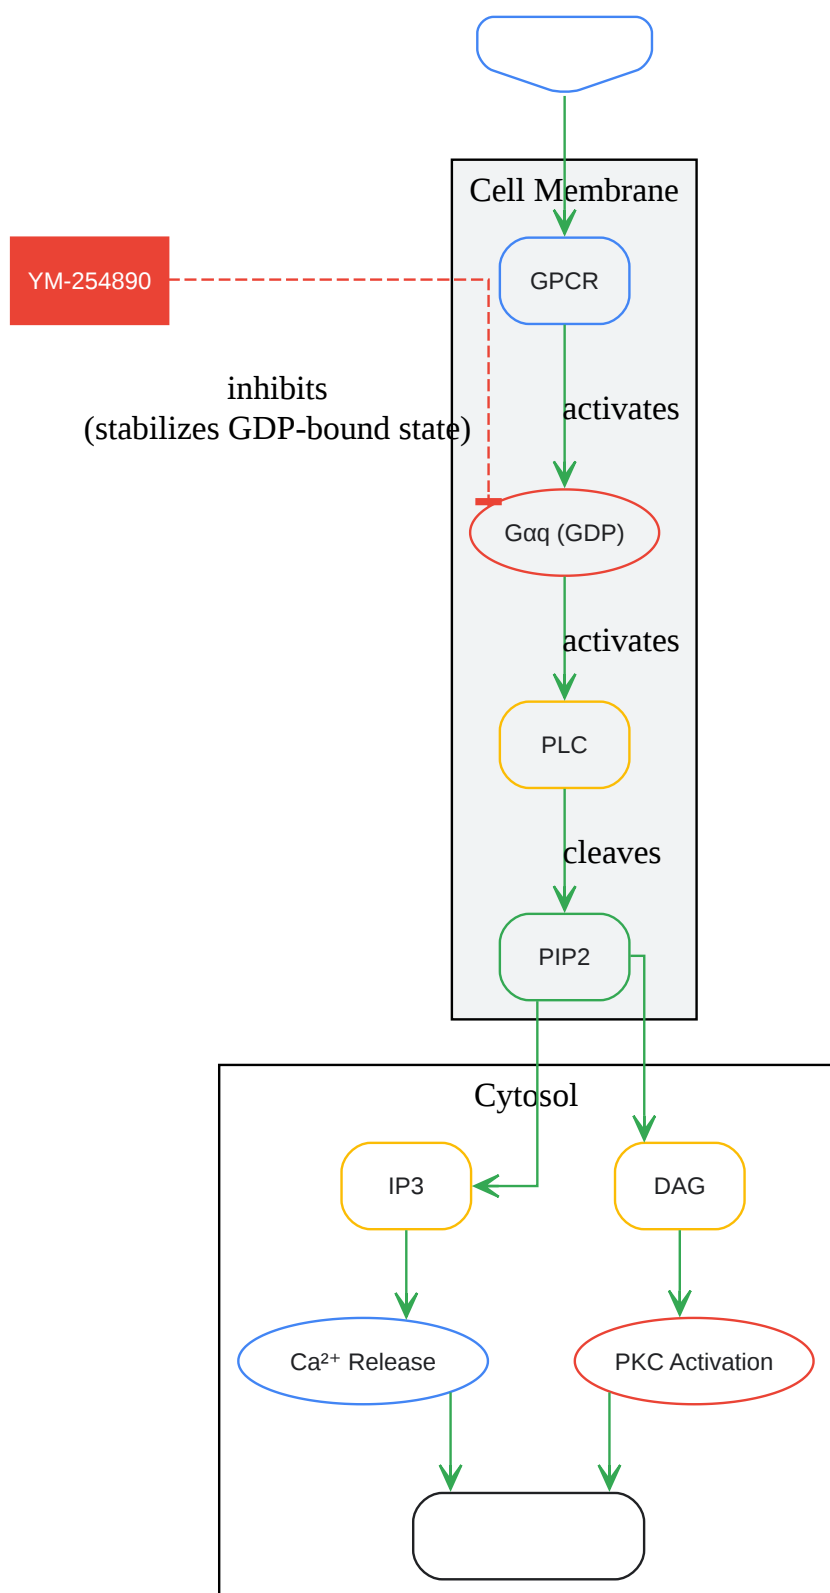 Cell Membrane
YM-254890
GPCR
inhibits
(stabilizes GDP-bound state)
activates
Gαq (GDP)
activates
PLC
cleaves
PIP2
Cytosol
IP3
DAG
Ca²⁺ Release
PKC Activation